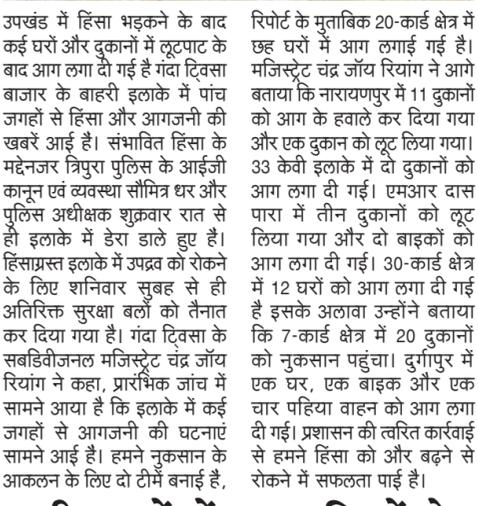 उपखंड में हिंसा भड़कने के बाद
कई घरों और दुकानों में लूटपाट के
बाद आग लगा दी गई है गंदा ट्विसा
बाजार के बाहरी इलाके में पांच
जगहों से हिंसा और आगजनी की
खबरें आई है। संभावित हिंसा के
मद्देनजर त्रिपुरा पुलिस के आईजी
कानून एवं व्यवस्था सौमित्र धर और
पुलिस अधीक्षक शुक्रवार रात से
ही इलाके में डेरा डाले हुए है।
हिंसाग्रस्त इलाके में उपद्रव को रोकने
के लिए शनिवार सुबह से ही
अतिरिक्त सुरक्षा बलों को तैनात
कर दिया गया है। गंदा ट्विसा के
सबडिवीजनल मजिस्ट्रेट चंद्र जॉय
रियांग ने कहा, प्रारंभिक जांच में
सामने आया है कि इलाके में कई
जगहों से आगजनी की घटनाएं
सामने आई है। हमने नुकसान के
आकलन के लिए दो टीमें बनाई है,
रिपोर्ट के मुताबिक 20-कार्ड क्षेत्र में
छह घरों में आग लगाई गई है।
मजिस्ट्रेट चंद्र जॉय रियांग ने आगे
बताया कि नारायणपुर में 11 दुकानों
को आग के हवाले कर दिया गया
और एक दुकान को लूट लिया गया।
33 केवी इलाके में दो दुकानों को
आग लगा दी गई। एमआर दास
पारा में तीन दुकानों को लूट
लिया गया और दो बाइकों को
आग लगा दी गई। 30-कार्ड क्षेत्र
में 12 घरों को आग लगा दी गई
है इसके अलावा उन्होंने बताया
कि 7-कार्ड क्षेत्र में 20 दुकानों
को नुकसान पहुंचा। दुर्गापुर में
एक घर, एक बाइक और एक
चार पहिया वाहन को आग लगा
दी गई। प्रशासन की त्वरित कार्रवाई
से हमने हिंसा को और बढ़ने से
रोकने में सफलता पाई है।